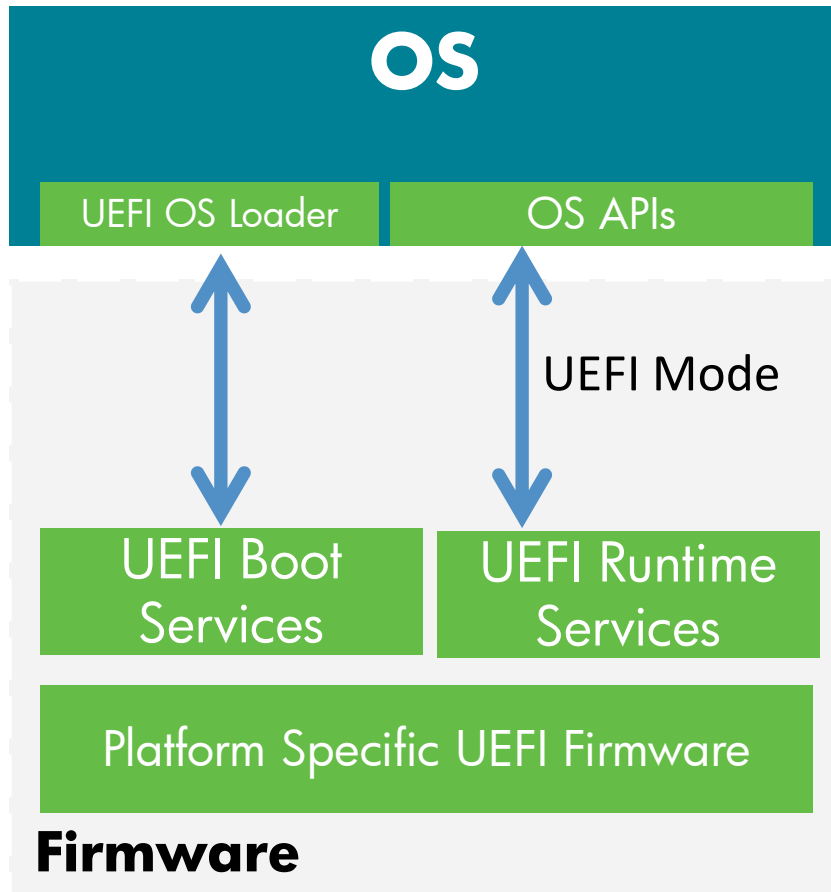 OS
UEFI OS Loader
OS APIs
UEFI Mode
UEFI Boot
Services
UEFI Runtime
Services
Platform Specific UEFI Firmware
Firmware